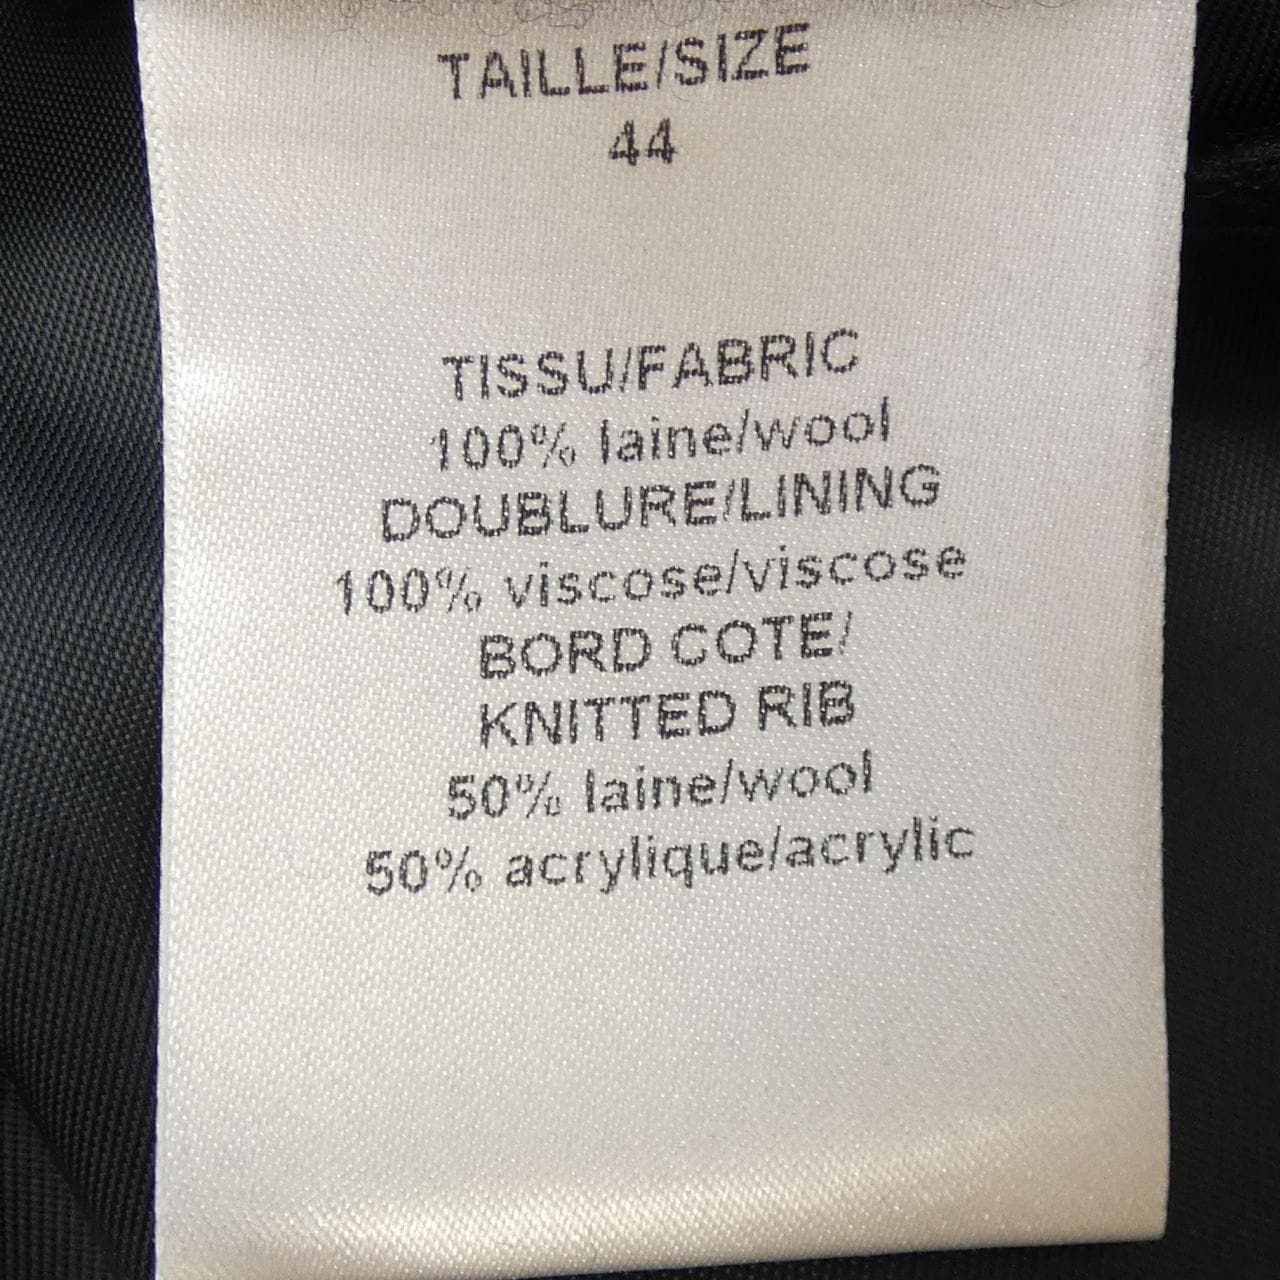 TAILLE/SIZE
44
TISSU/FABRIC
100% laine/wool
DOUBLURE/LINING
100% viscose/viscose
BORD COTE/
KNITTED RIB
50% laine/wool
50% acrylique/acrylic